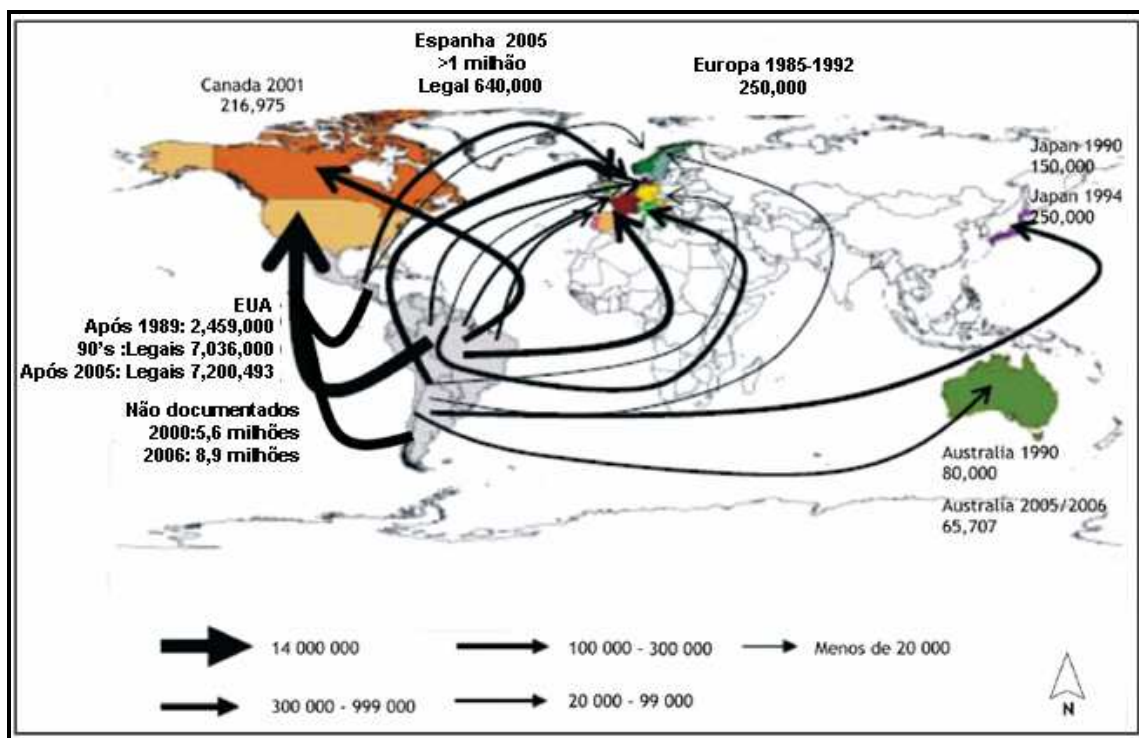 Espanha 2005
>1 milhão
Legal 640,000
Europa 1985-1992
250,000
Canada 2001
216,975
Japan 1990
150,000
Japan 1994
250,000
EUA
Após 1989: 2,459,000
90's :Legais 7,036,000
Após 2005: Legais 7,200,493
Não documentados
2000:5,6 milhões
2006: 8,9 milhões
Australia 1990
80,000
Australia 2005/2006
65,707
14 000 000
100 000 - 300 000
Menos de 20 000
300 000 - 999 000
20 000 - 99 000
N